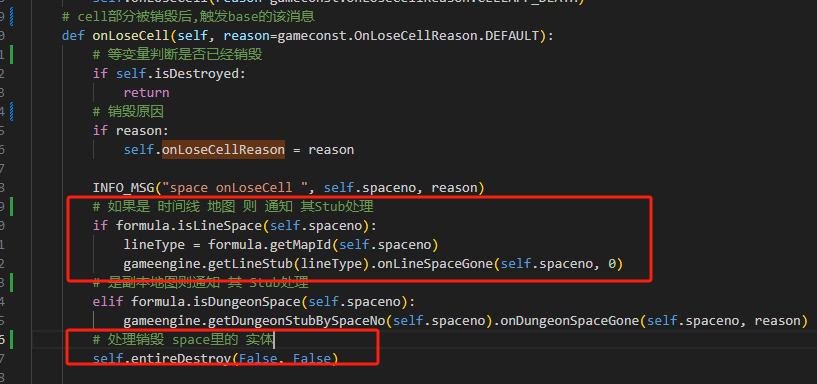 # cell部分被销毁后,触发base的该消息
def onLoseCell(self, reason=gameconst.OnLoseCellReason.DEFAULT):
# 等变量判断是否已经销毁
if self.isDestroyed:
return
# 销毁原因
if reason:
self.onLoseCellReason = reason
INFO_MSG("space onLoseCell ", self.spaceno, reason)
# 如果是 时间线 地图 则 通知 其Stub处理
if formula.isLineSpace(self.spaceno):
lineType = formula.getMapId(self.spaceno)
gameengine.getLineStub(lineType).onLineSpaceGone(self.spaceno, 0)
# 是副本地图则通知 其 Stub处理
elif formula.isDungeonSpace(self.spaceno):
gameengine.getDungeonStubBySpaceNo(self.spaceno).onDungeonSpaceGone(self.spaceno, reason)
# 处理销毁 space里的 实体
self.entireDestroy(False, False)